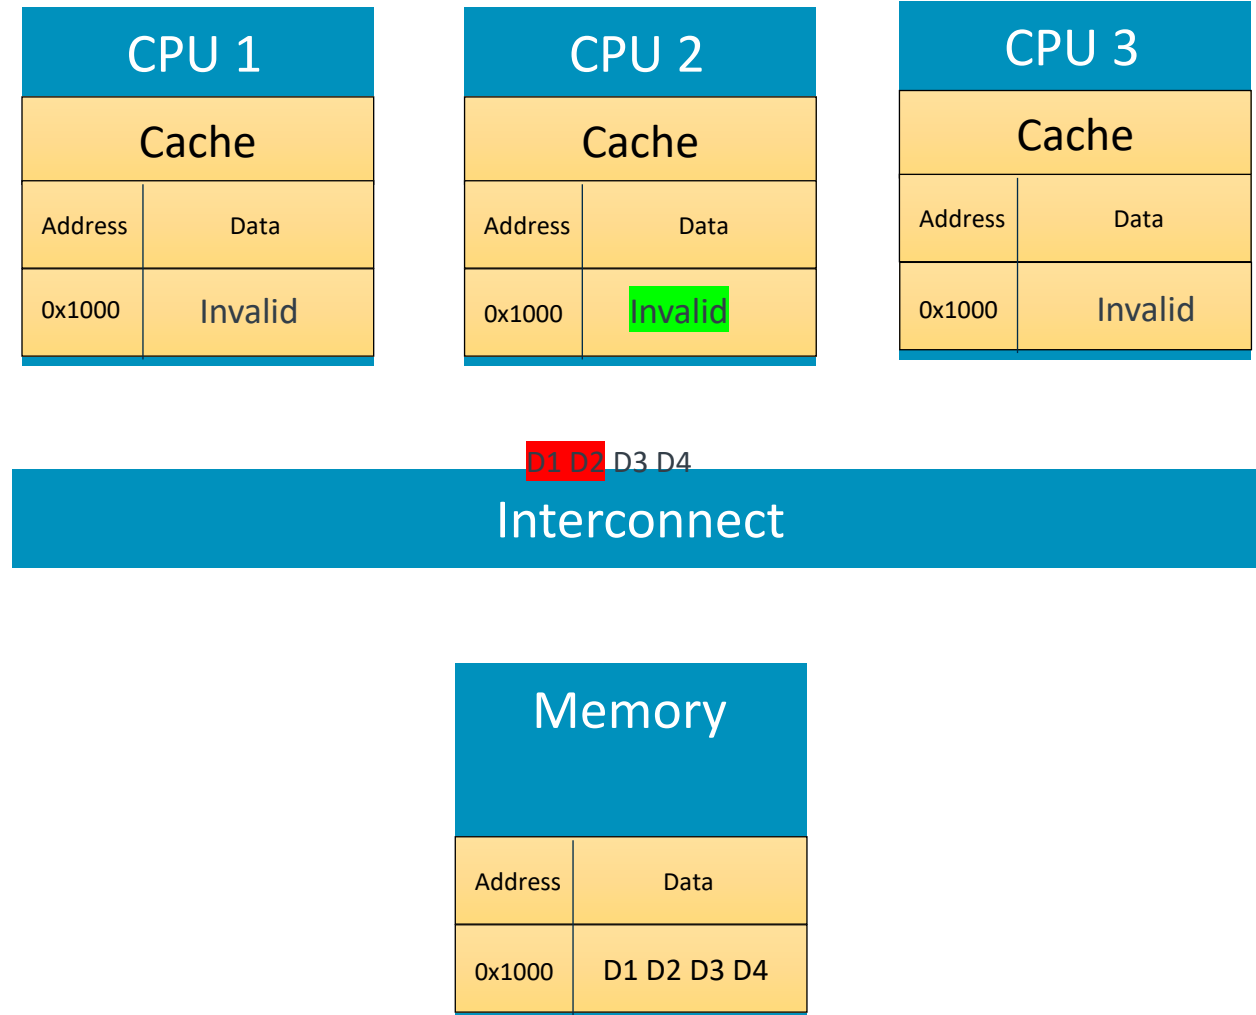 CPU 1
Cache
Address Data
0x1000 Invalid
CPU 2
Cache
Address Data
0x1000 Invalid
CPU 3
Cache
Address Data
0x1000 Invalid
D1 D2 D3 D4
Interconnect
Memory
Address Data
0x1000 D1 D2 D3 D4